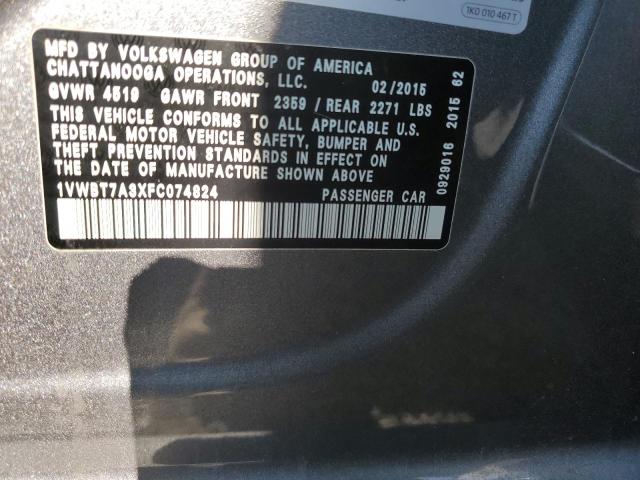 1K0 010 467 T
MFD BY VOLKSWAGEN GROUP OF AMERICA
CHATTANOOGA OPERATIONS, LLC. 02/2015
GVWR 4519 GAWR FRONT 2359 / REAR 2271 LBS
THIS VEHICLE CONFORMS TO ALL APPLICABLE U.S.
FEDERAL MOTOR VEHICLE SAFETY, BUMPER AND
THEFT PREVENTION STANDARDS IN EFFECT ON
THE DATE OF MANUFACTURE SHOWN ABOVE
1VWBT7A3XFC074824 PASSENGER CAR
0929016 2015 62